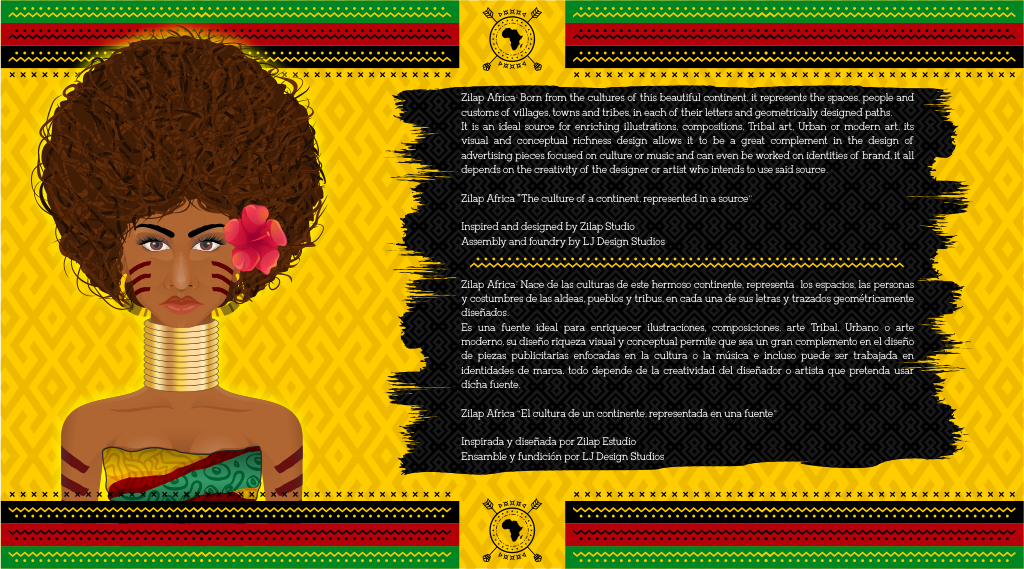 Zilap Africa: Born from the cultures of this beautiful continent, it represents the spaces, people and
customs of villages, towns and tribes, in each of their letters and geometrically designed paths.
It is an ideal source for enriching illustrations, compositions, Tribal art, Urban or modern art, its
visual and conceptual richness design allows it to be a great complement in the design of
advertising pieces focused on culture or music and can even be worked on identities of brand, it all
depends on the creativity of the designer or artist who intends to use said source.
Zilap Africa "The culture of a continent, represented in a source"
Inspired and designed by Zilap Studio
Assembly and foundry by LJ Design Studios
Zilap Africa: Nace de las culturas de este hermoso continente, representa los espacios, las personas
y costumbres de las aldeas, pueblos y tribus, en cada una de sus letras y trazados geométricamente
diseñados.
Es una fuente ideal para enriquecer ilustraciones, composiciones, arte Tribal, Urbano o arte
moderno, su diseño riqueza visual y conceptual permite que sea un gran complemento en el diseño
de piezas publicitarias enfocadas en la cultura o la música e incluso puede ser trabajada en
identidades de marca, todo depende de la creatividad del diseñador o artista que pretenda usar
dicha fuente.
Zilap Africa "El cultura de un continente, representada en una fuente"
Inspirada y diseñada por Zilap Estudio
Ensamble y fundición por LJ Design Studios